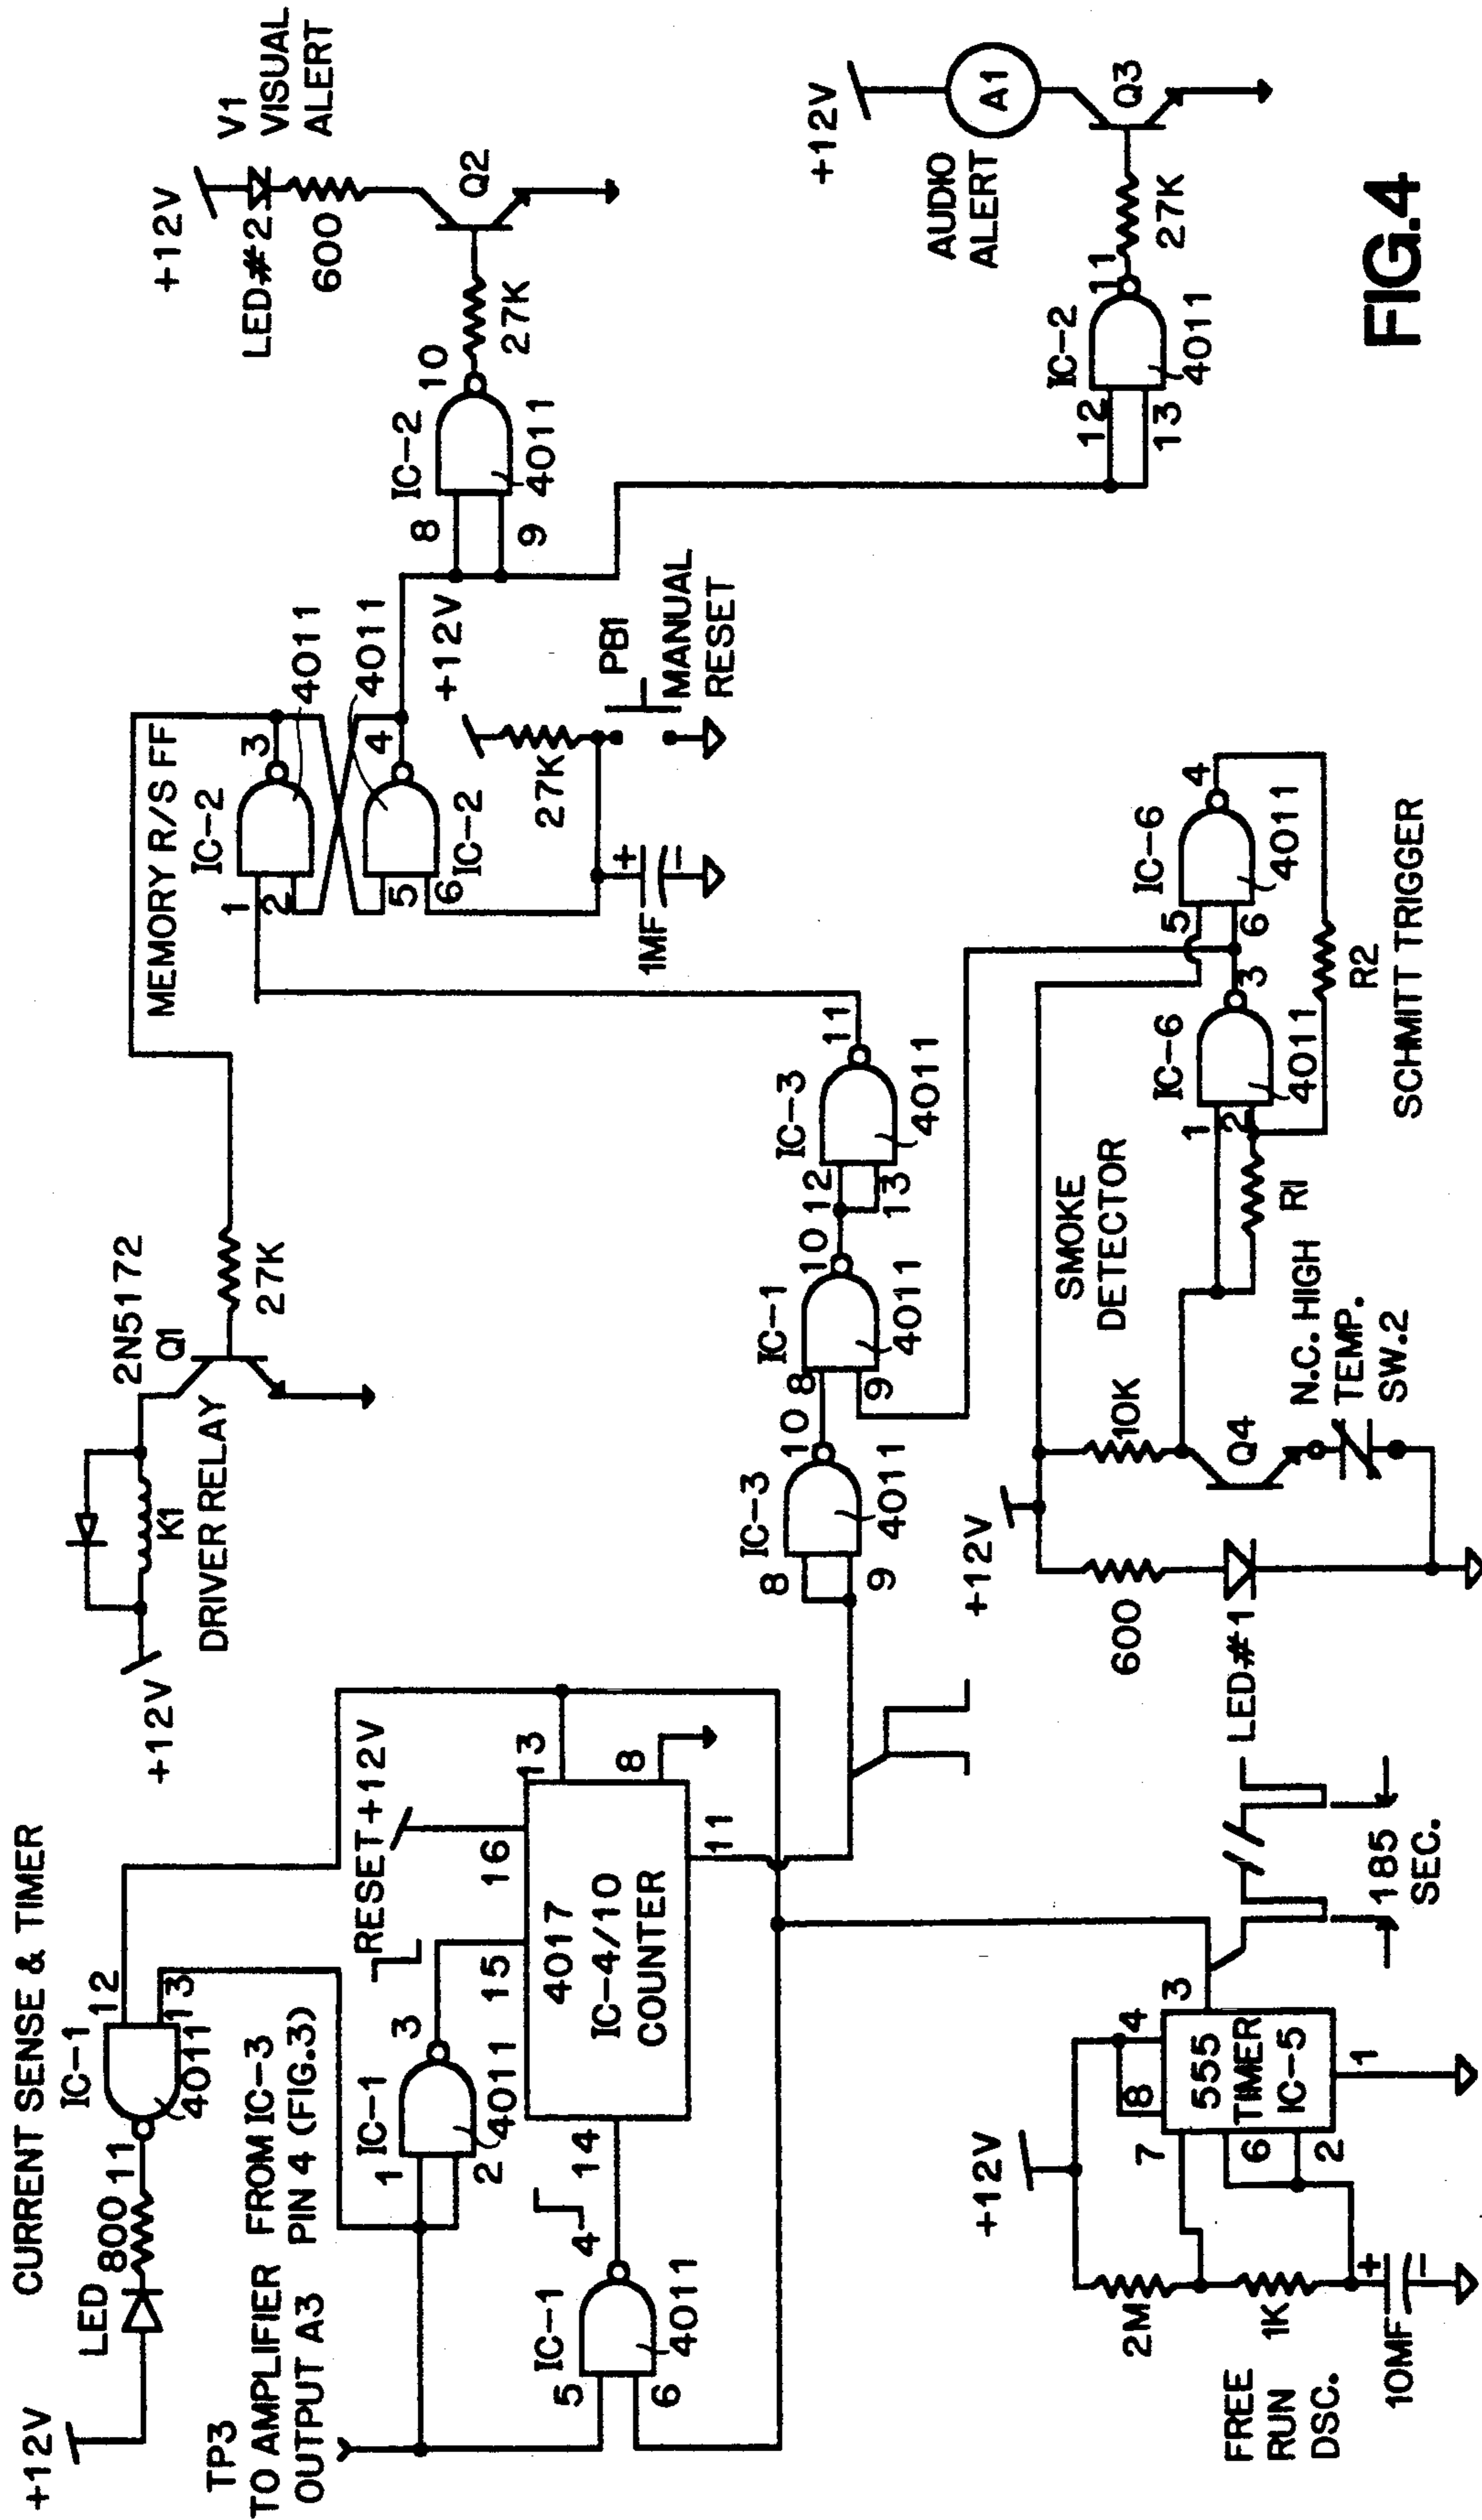 CURRENT SENSE & TIMER
+12V
LED
800
11
IC-1
12
13
4011
TP3
TO AMPLIFIER
OUTPUT A3
FROM IC-3
PIN 4 (FIG.3)
IC-1
1
2
3
4011
RESET
+12V
15
16
13
8
4017
IC-4/10
COUNTER
14
11
IC-1
5
6
4
4011
+12V
2N5172
Q1
K1
DRIVER RELAY
27K
MEMORY R/S FF
IC-2
1
2
3
4011
4011
5
6
4
IC-2
+12V
27K
1MF
+
-
PB1
MANUAL
RESET
IC-2
8
9
10
4011
27K
+12V
V1
VISUAL
ALERT
LED#2
600
Q2
+12V
AUDIO
ALERT
A1
Q3
27K
IC-2
12
13
11
4011
IC-3
8
9
10
4011
IC-1
8
9
10
4011
IC-3
12
13
11
4011
+12V
FREE
RUN
DSC.
2M
1K
10MF
+
-
+12V
7
8
4
6
2
3
1
555
TIMER
IC-5
185
SEC.
+12V
600
LED#1
10K
SMOKE
DETECTOR
Q4
N.C. HIGH
TEMP.
SW.2
R1
1
2
3
IC-6
4011
5
6
4
IC-6
4011
R2
SCHMITT TRIGGER
FIG.4